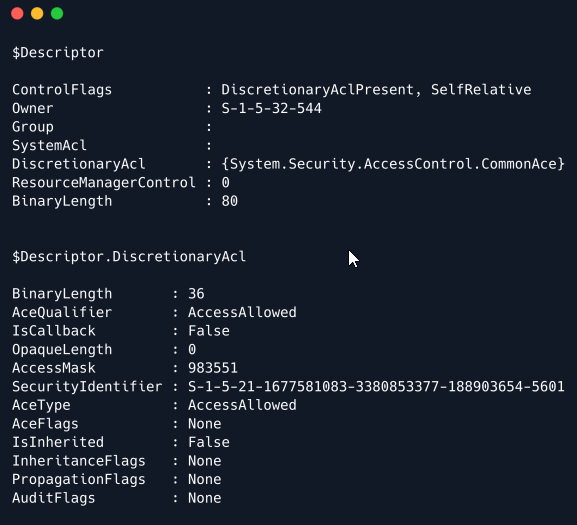 $Descriptor
ControlFlags : DiscretionaryAclPresent, SelfRelative
Owner : S-1-5-32-544
Group :
SystemAcl :
DiscretionaryAcl : {System.Security.AccessControl.CommonAce}
ResourceManagerControl : 0
BinaryLength : 80
$Descriptor.DiscretionaryAcl
BinaryLength : 36
AceQualifier : AccessAllowed
IsCallback : False
OpaqueLength : 0
AccessMask : 983551
SecurityIdentifier : S-1-5-21-1677581083-3380853377-188903654-5601
AceType : AccessAllowed
AceFlags : None
IsInherited : False
InheritanceFlags : None
PropagationFlags : None
AuditFlags : None